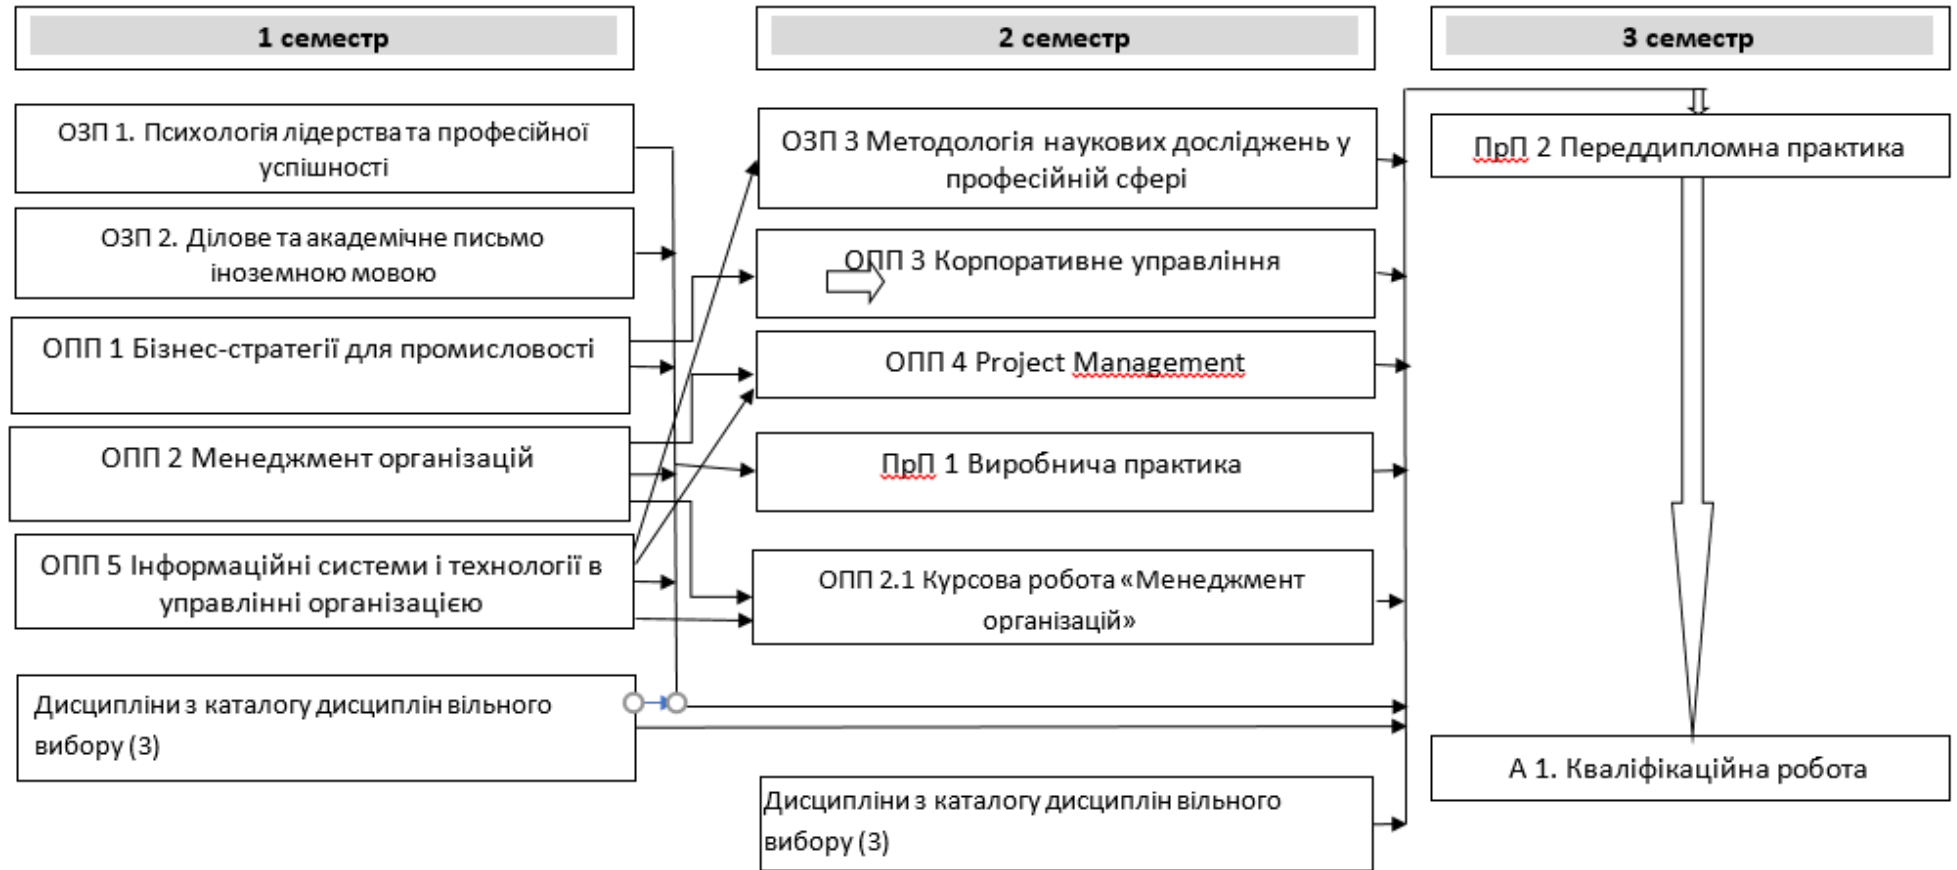 1 семестр
2 семестр
3 семестр
ОЗП 1. Психологія лідерства та професійної
успішності
ОЗП 2. Ділове та академічне письмо
іноземною мовою
ОПП 1 Бізнес-стратегії для промисловості
ОПП 2 Менеджмент організацій
ОПП 5 Інформаційні системи і технології в
управлінні організацією
Дисципліни з каталогу дисциплін вільного
вибору (3)
ОЗП 3 Методологія наукових досліджень у
професійній сфері
ОПП 3 Корпоративне управління
ОПП 4 Project Management
ПрП 1 Виробнича практика
ОПП 2.1 Курсова робота «Менеджмент
організацій»
Дисципліни з каталогу дисциплін вільного
вибору (3)
ПрП 2 Переддипломна практика
А 1. Кваліфікаційна робота